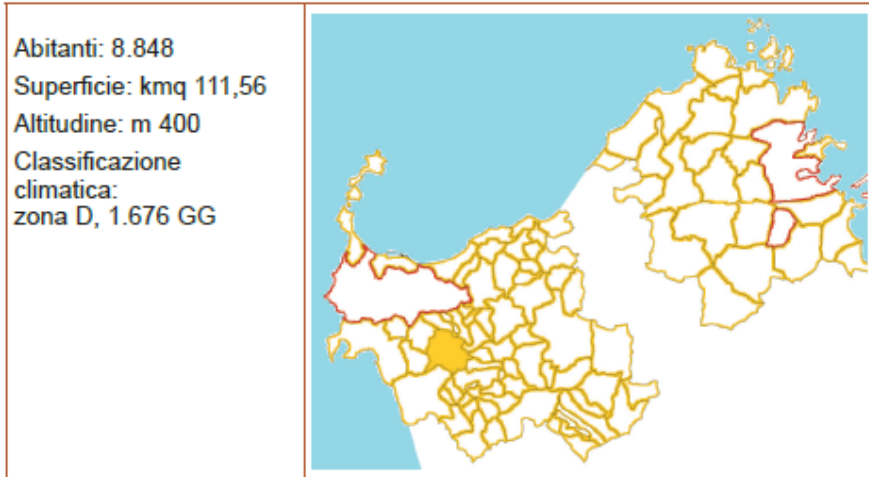 Abitanti: 8.848
Superficie: kmq 111,56
Altitudine: m 400
Classificazione
climatica:
zona D, 1.676 GG